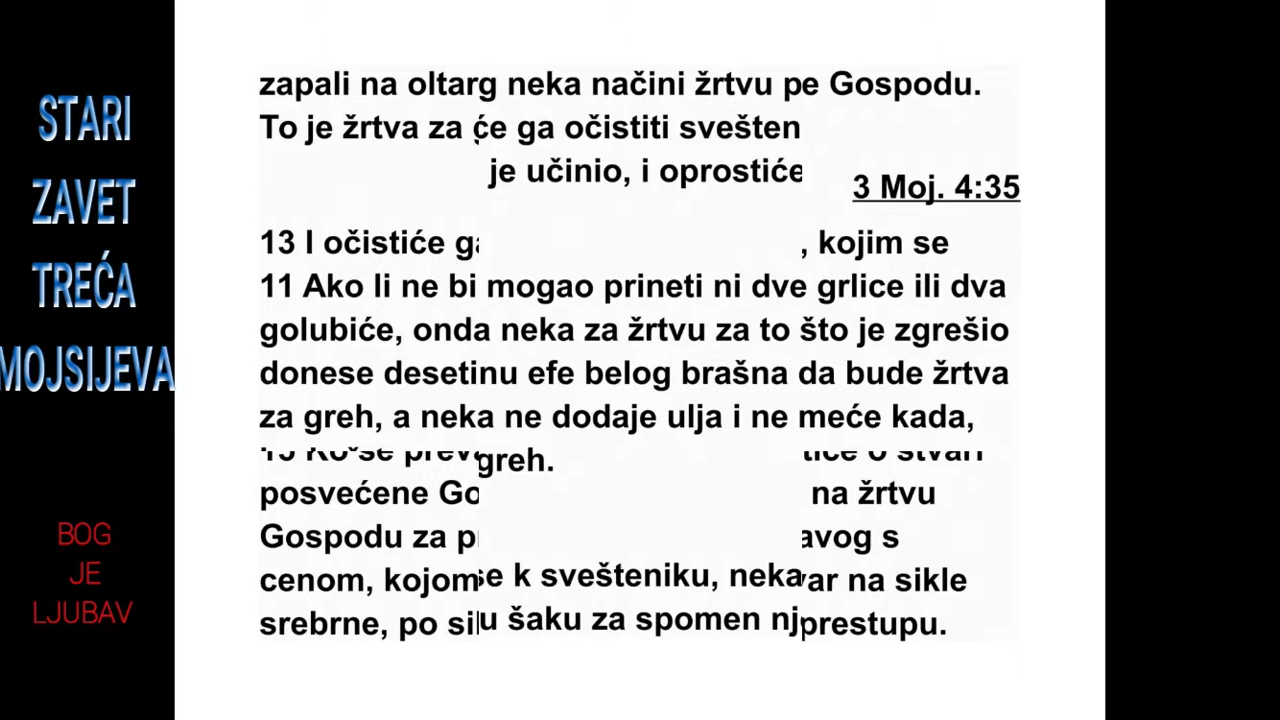 STARI
ZAVET
TREĆA
MOJSIJEVA
BOG
JE
LJUBAV
zapali na oltarg neka načini žrtvu pe Gospodu.
To je žrtva za će ga očistiti svešten
je učinio, i oprostiće
3 Moj. 4:35
13 I očistiće ga , kojim se
11 Ako li ne bi mogao prineti ni dve grlice ili dva
golubiće, onda neka za žrtvu za to što je zgrešio
donese desetinu efe belog brašna da bude žrtva
za greh, a neka ne dodaje ulja i ne meće kada,
greh.
posvećene Go na žrtvu
Gospodu za avog s
cenom, kojom se k svešteniku, neka na sikle
srebrne, po u šaku za spomen nj prestupu.